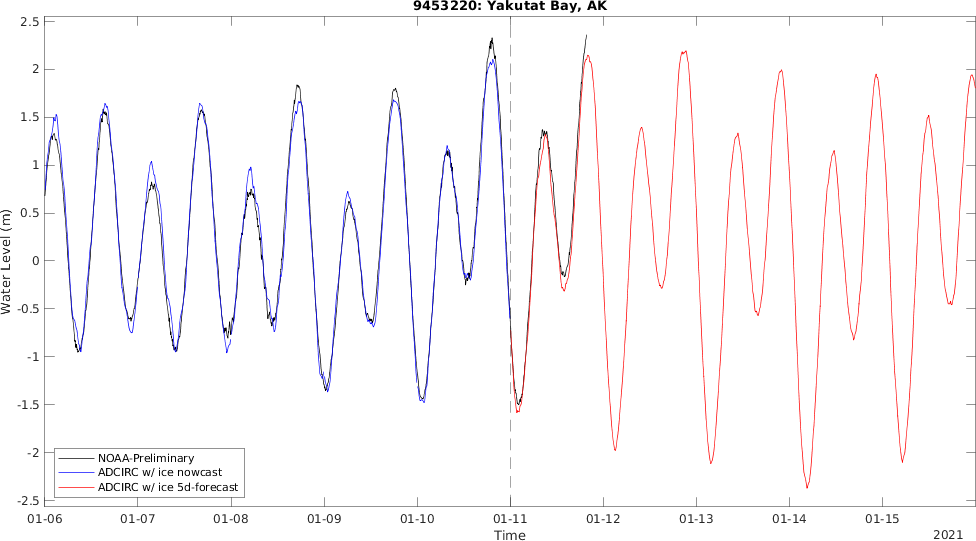 9453220: Yakutat Bay, AK
Water Level (m)
2.5
2
1.5
1
0.5
0
-0.5
-1
-1.5
-2
-2.5
NOAA-Preliminary
ADCIRC w/ ice nowcast
ADCIRC w/ ice 5d-forecast
01-06 01-07 01-08 01-09 01-10 01-11 01-12 01-13 01-14 01-15
Time
2021